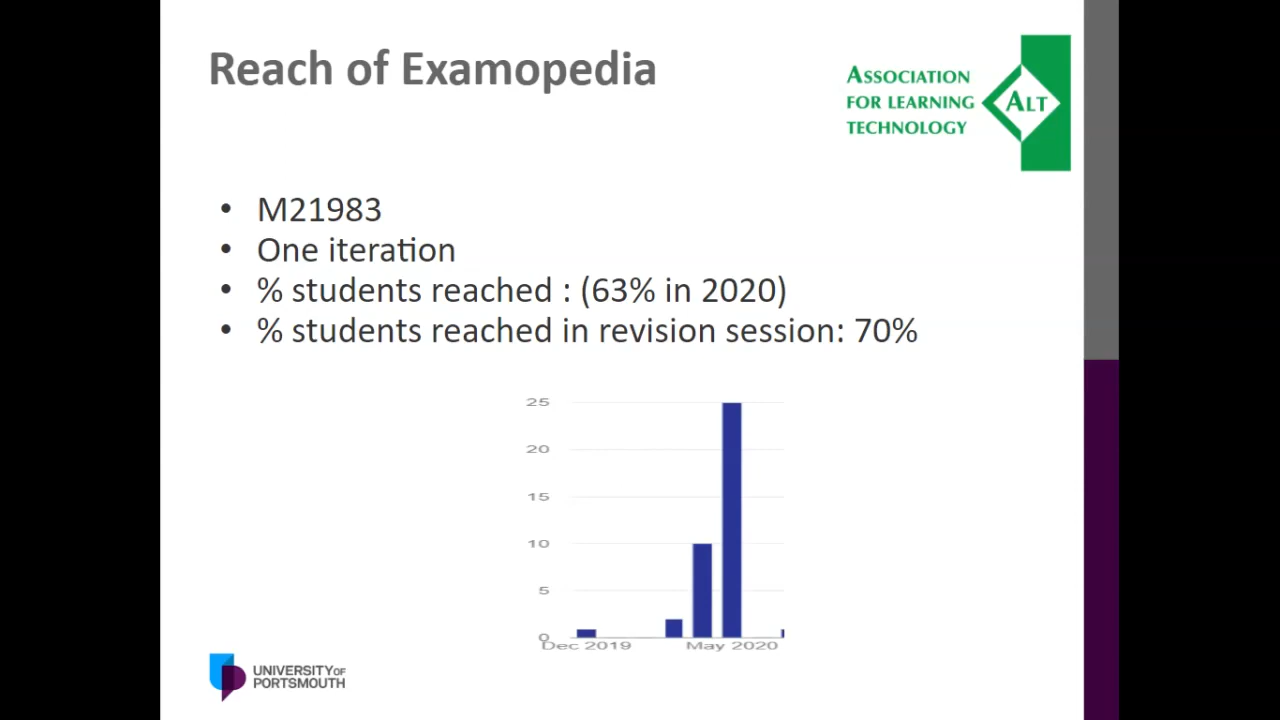 Reach of Examopedia
ASSOCIATION
FOR LEARNING
TECHNOLOGY
ALT
• M21983
• One iteration
• % students reached : (63% in 2020)
• % students reached in revision session: 70%
25
20
15
10
5
0
Dec 2019 May 2020
UNIVERSITY OF
PORTSMOUTH